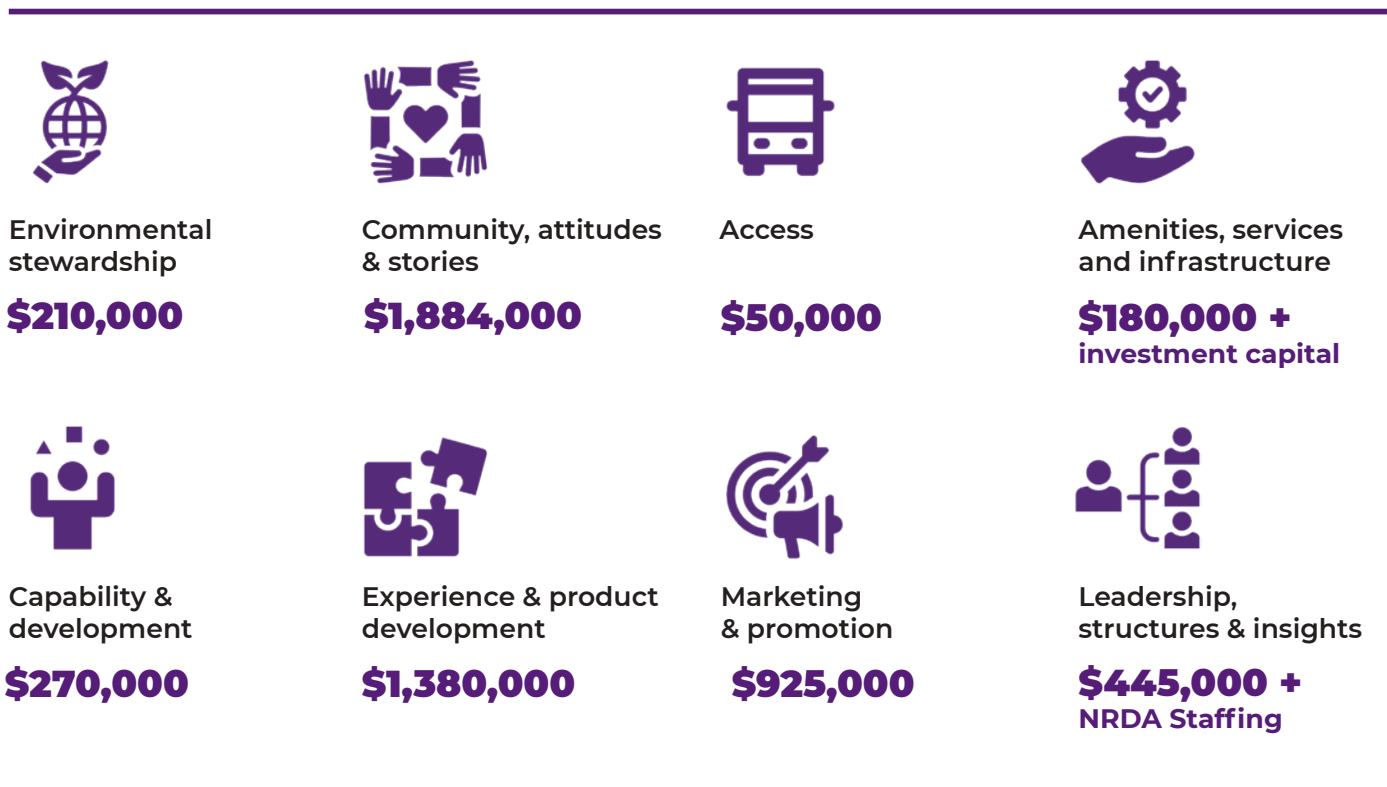 Environmental
stewardship
$210,000
Community, attitudes
& stories
$1,884,000
Access
$50,000
Amenities, services
and infrastructure
$180,000 +
investment capital
Capability &
development
$270,000
Experience & product
development
$1,380,000
Marketing
& promotion
$925,000
Leadership,
structures & insights
$445,000 +
NRDA Staffing